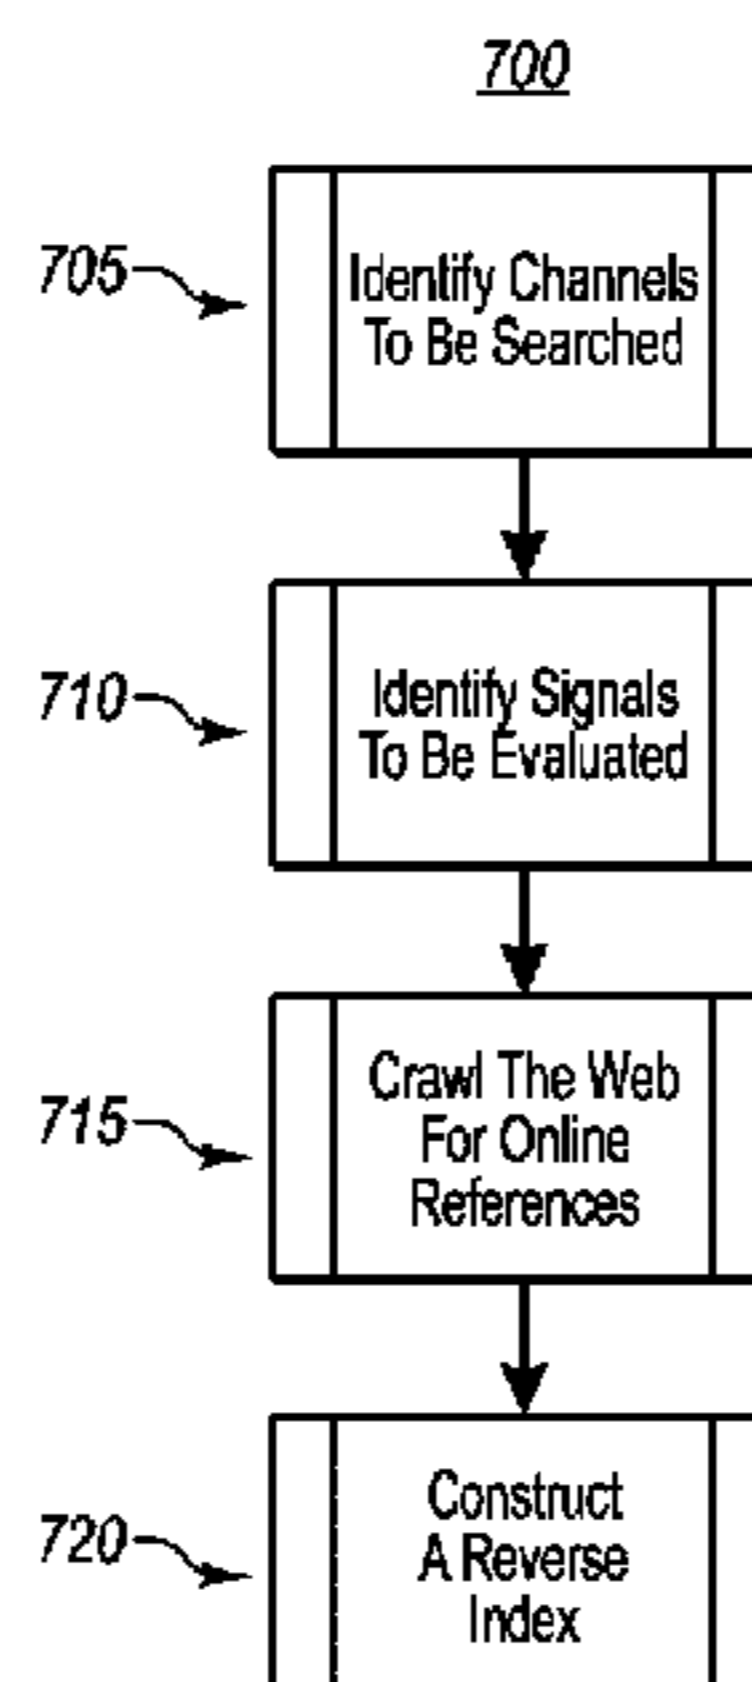 700
705
Identify Channels
To Be Searched
710
Identify Signals
To Be Evaluated
715
Crawl The Web
For Online
References
720
Construct
A Reverse
Index